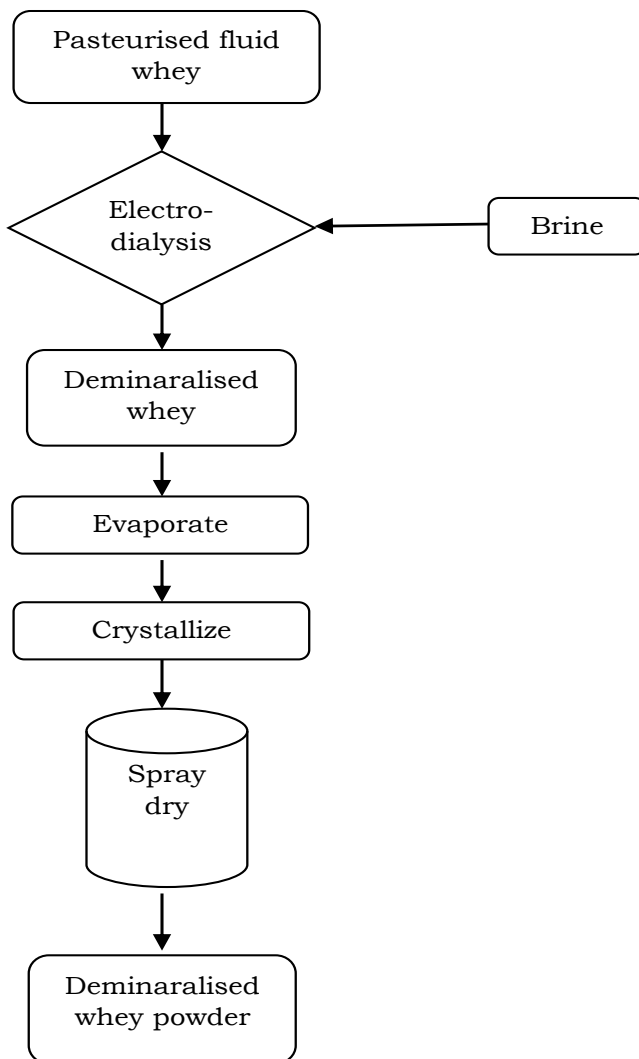 Pasteurised fluid
whey
Electro-
dialysis
Brine
Deminaralised
whey
Evaporate
Crystallize
Spray
dry
Deminaralised
whey powder